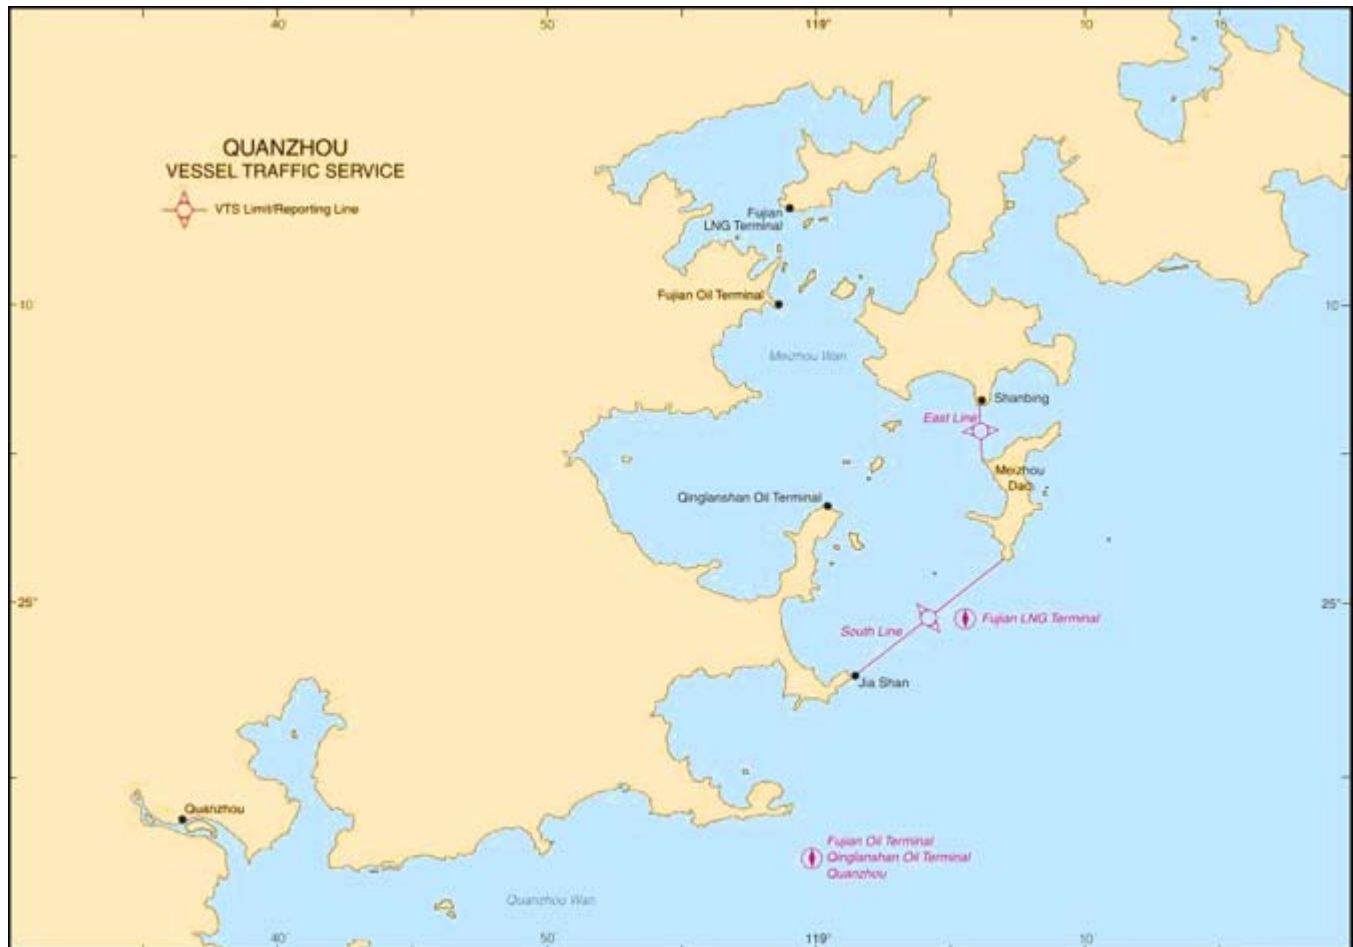 40
50
119°
10
15
QUANZHOU
VESSEL TRAFFIC SERVICE
VTS Limit/Reporting Line
Fujian
LNG Terminal
Fujian Oil Terminal
10
10
Meizhou Wan
Shanbing
East Line
Meizhou
Dao
Qinglanshan Oil Terminal
25°
25°
Fujian LNG Terminal
South Line
Jia Shan
Quanzhou
Fujian Oil Terminal
Qinglanshan Oil Terminal
Quanzhou
Quanzhou Wan
40
50
119°
10